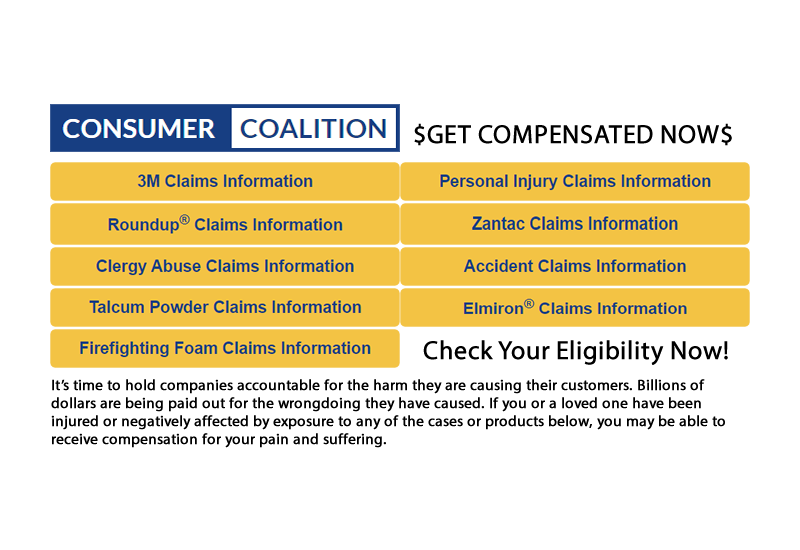 CONSUMER COALITION
$GET COMPENSATED NOW$
3M Claims Information
Personal Injury Claims Information
Roundup® Claims Information
Zantac Claims Information
Clergy Abuse Claims Information
Accident Claims Information
Talcum Powder Claims Information
Elmiron® Claims Information
Firefighting Foam Claims Information
Check Your Eligibility Now!
It's time to hold companies accountable for the harm they are causing their customers. Billions of
dollars are being paid out for the wrongdoing they have caused. If you or a loved one have been
injured or negatively affected by exposure to any of the cases or products below, you may be able to
receive compensation for your pain and suffering.